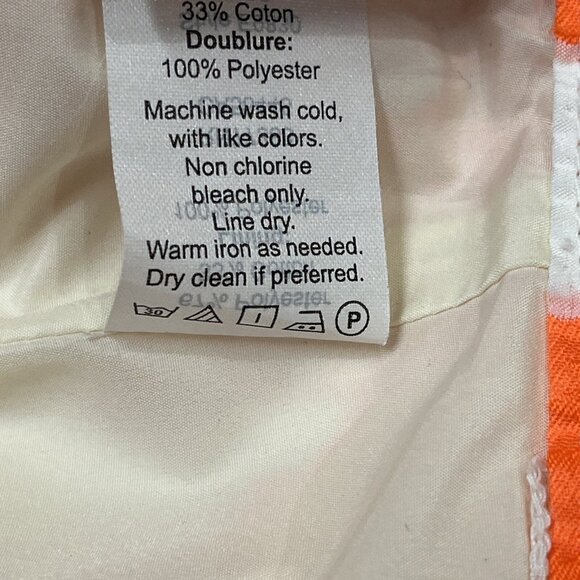 33% Coton
Doublure:
100% Polyester
Machine wash cold,
with like colors.
Non chlorine
bleach only.
Line dry.
Warm iron as needed.
Dry clean if preferred.
30
P